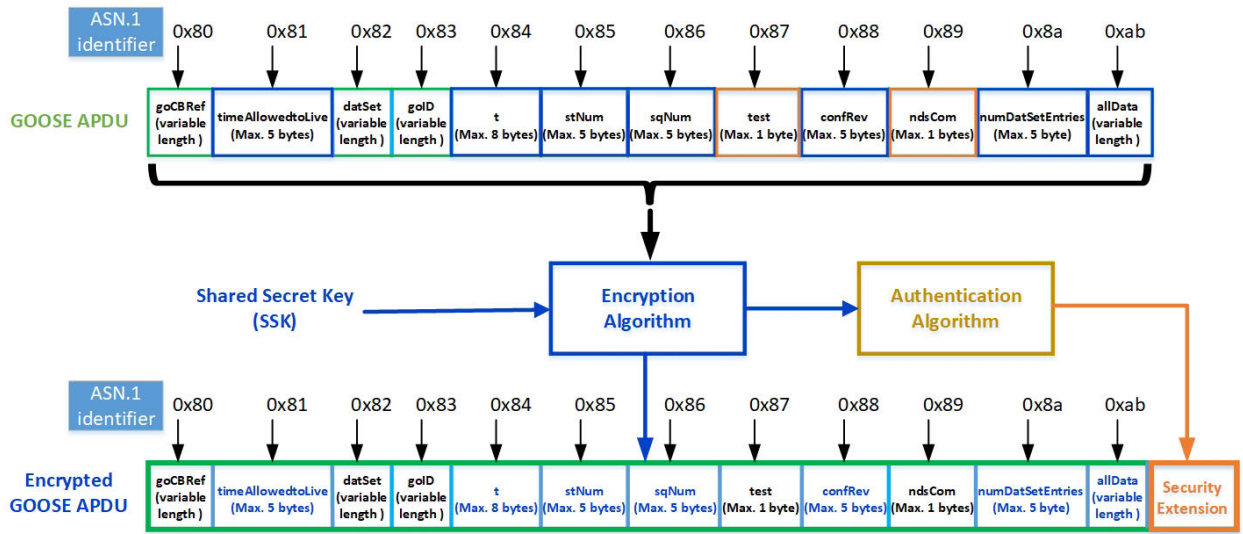 ASN.1
identifier
0x80 0x81 0x82 0x83 0x84 0x85 0x86 0x87 0x88 0x89 0x8a 0xab
GOOSE APDU
goCBRef
(variable
length )
timeAllowedtoLive
(Max. 5 bytes)
datSet
(variable
length )
goID
(variable
length )
t
(Max. 8 bytes)
stNum
(Max. 5 bytes)
sqNum
(Max. 5 bytes)
test
(Max. 1 byte)
confRev
(Max. 5 bytes)
ndsCom
(Max. 1 bytes)
numDatSetEntries
(Max. 5 byte)
allData
(variable
length )
Shared Secret Key
(SSK)
Encryption
Algorithm
Authentication
Algorithm
ASN.1
identifier
0x80 0x81 0x82 0x83 0x84 0x85 0x86 0x87 0x88 0x89 0x8a 0xab
Encrypted
GOOSE APDU
goCBRef
(variable
length )
timeAllowedtoLive
(Max. 5 bytes)
datSet
(variable
length )
goID
(variable
length )
t
(Max. 8 bytes)
stNum
(Max. 5 bytes)
sqNum
(Max. 5 bytes)
test
(Max. 1 byte)
confRev
(Max. 5 bytes)
ndsCom
(Max. 1 bytes)
numDatSetEntries
(Max. 5 byte)
allData
(variable
length )
Security
Extension